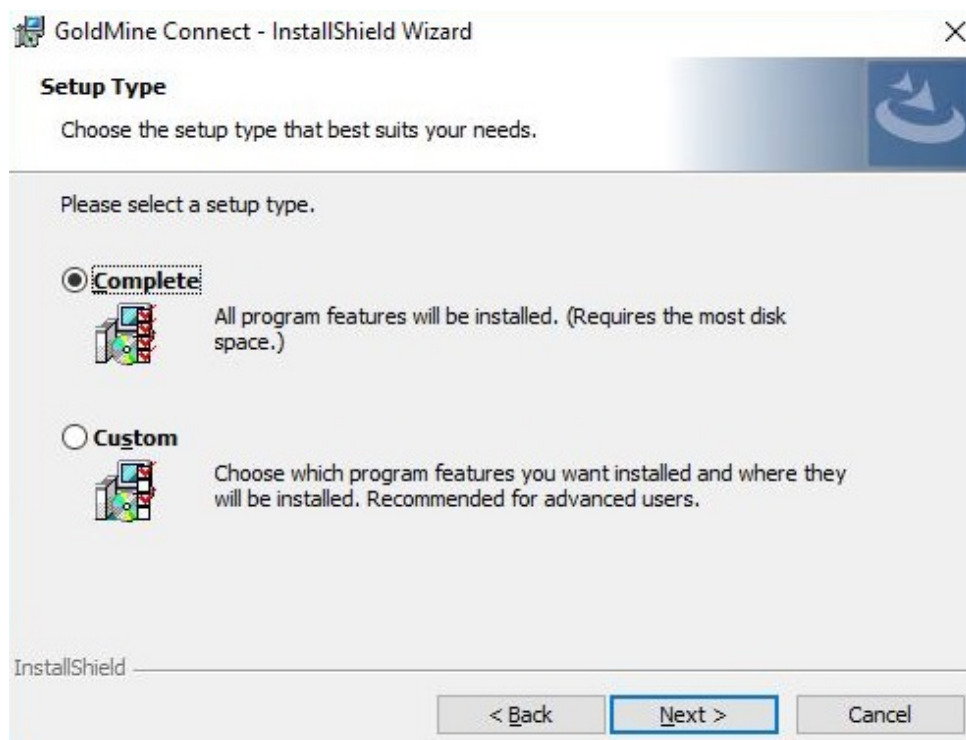 GoldMine Connect - InstallShield Wizard
Setup Type
Choose the setup type that best suits your needs.
Please select a setup type.
Complete
All program features will be installed. (Requires the most disk
space.)
Custom
Choose which program features you want installed and where they
will be installed. Recommended for advanced users.
InstallShield
< Back
Next >
Cancel